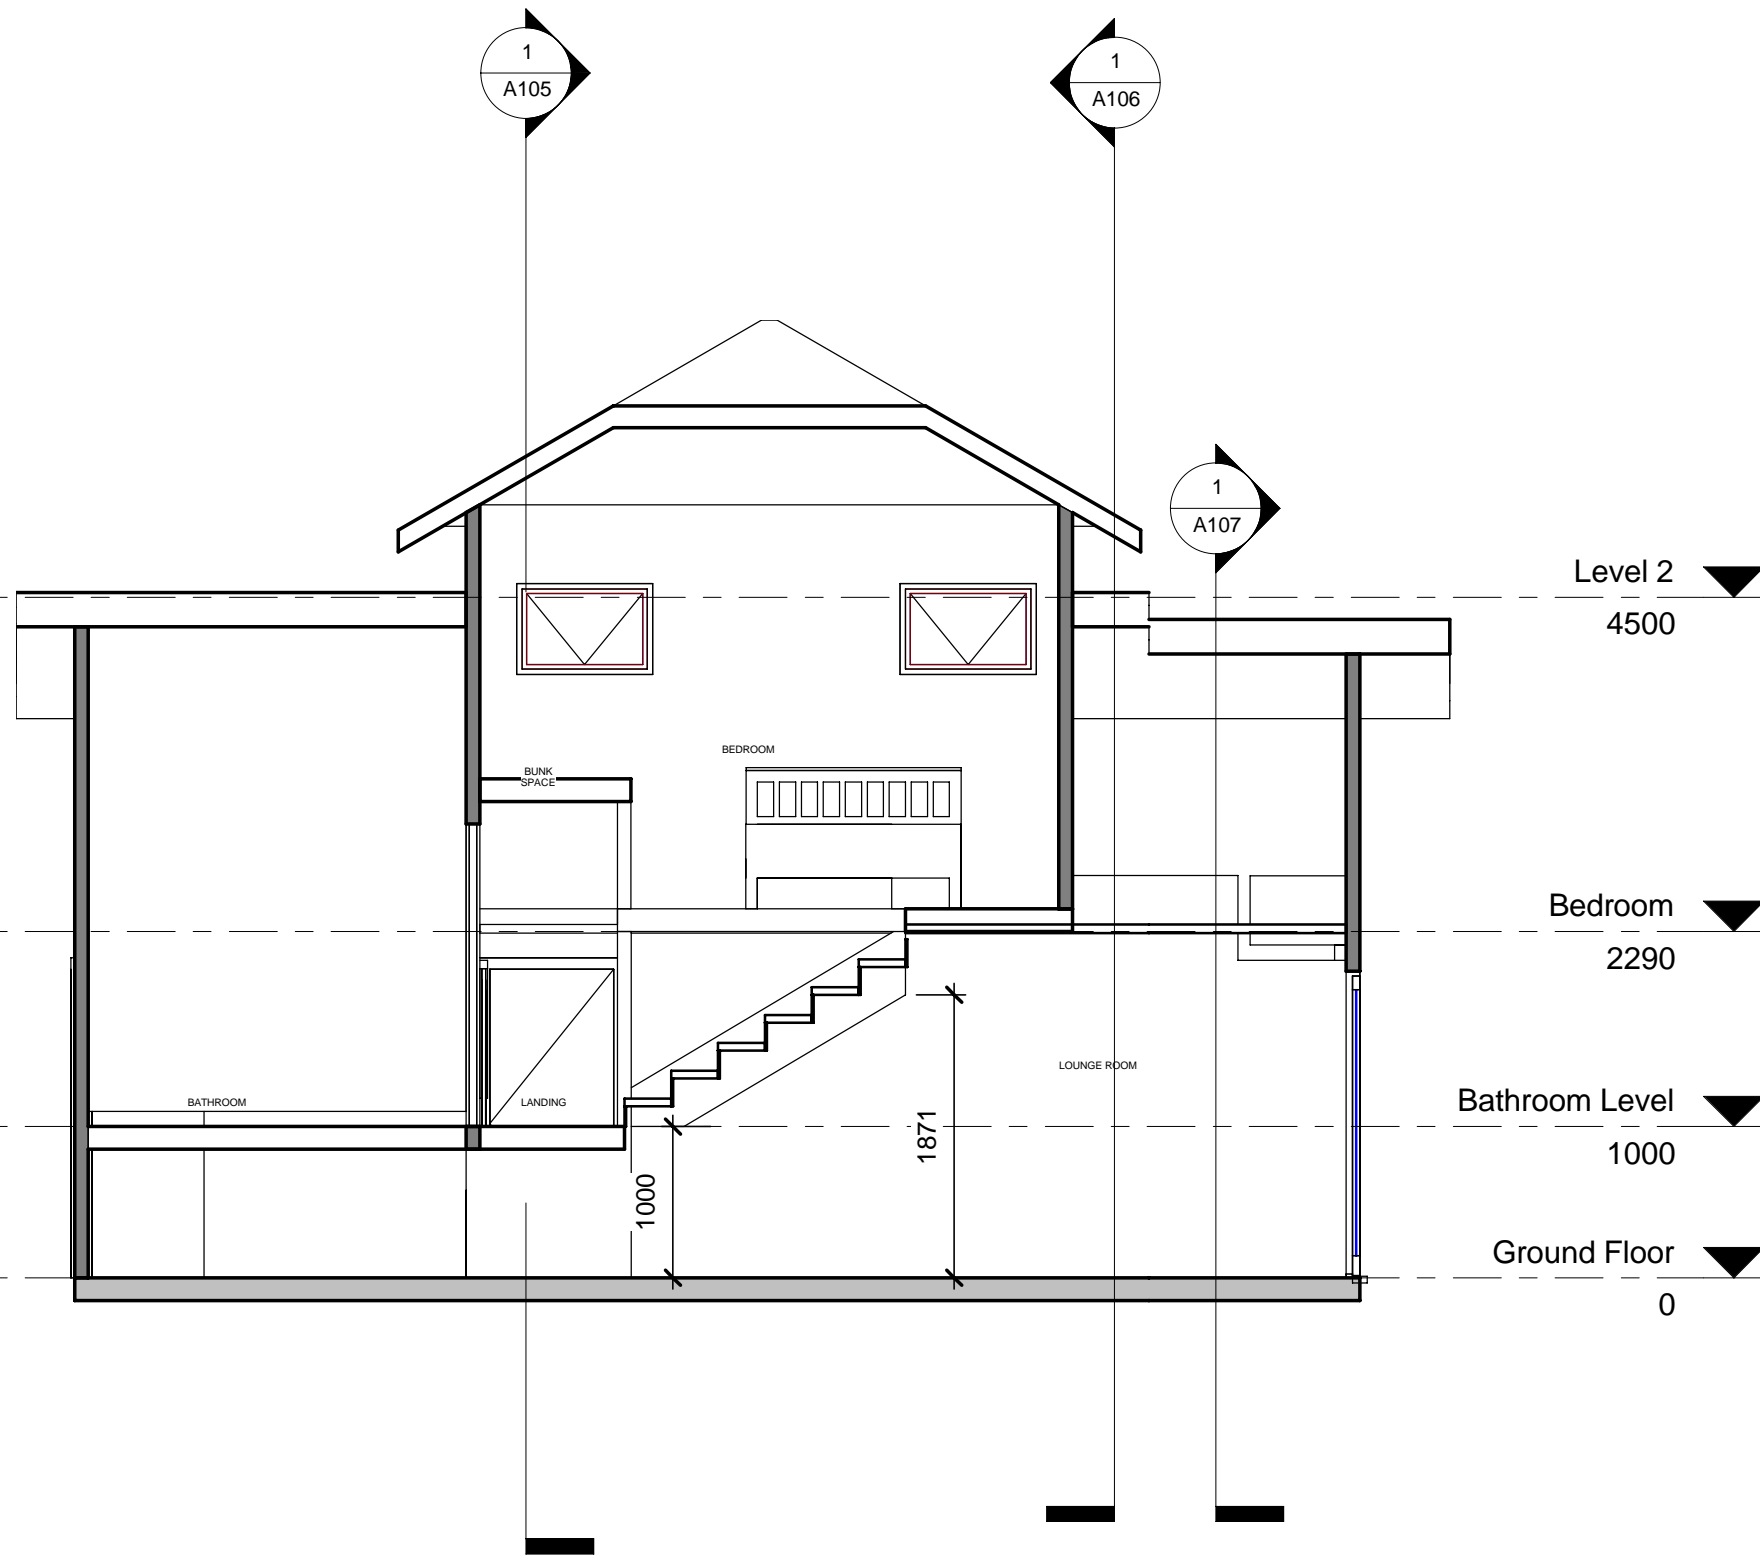 1
A105
1
A106
1
A107
Level 2
4500
BEDROOM
BUNK
SPACE
Bedroom
2290
LOUNGE ROOM
BATHROOM
LANDING
Bathroom Level
1000
1871
1000
Ground Floor
0